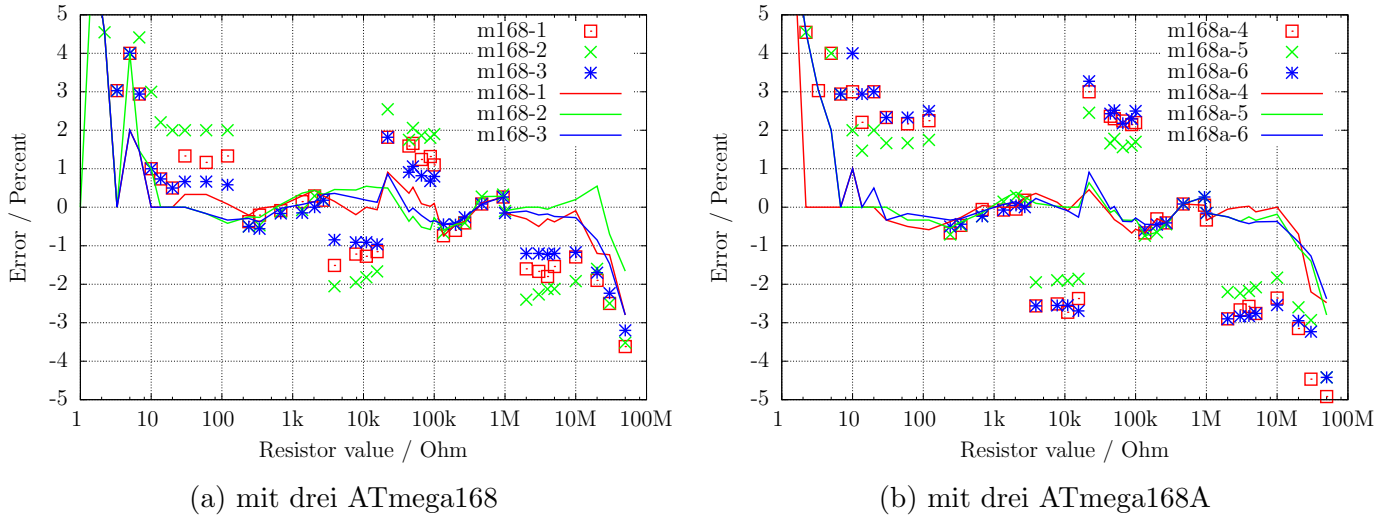 5
4
3
2
1
0
-1
-2
-3
-4
-5
Error / Percent
1 10 100 1k 10k 100k 1M 10M 100M
Resistor value / Ohm
m168-1
m168-2
m168-3
m168-1
m168-2
m168-3
(a) mit drei ATmega168
5
4
3
2
1
0
-1
-2
-3
-4
-5
Error / Percent
1 10 100 1k 10k 100k 1M 10M 100M
Resistor value / Ohm
m168a-4
m168a-5
m168a-6
m168a-4
m168a-5
m168a-6
(b) mit drei ATmega168A